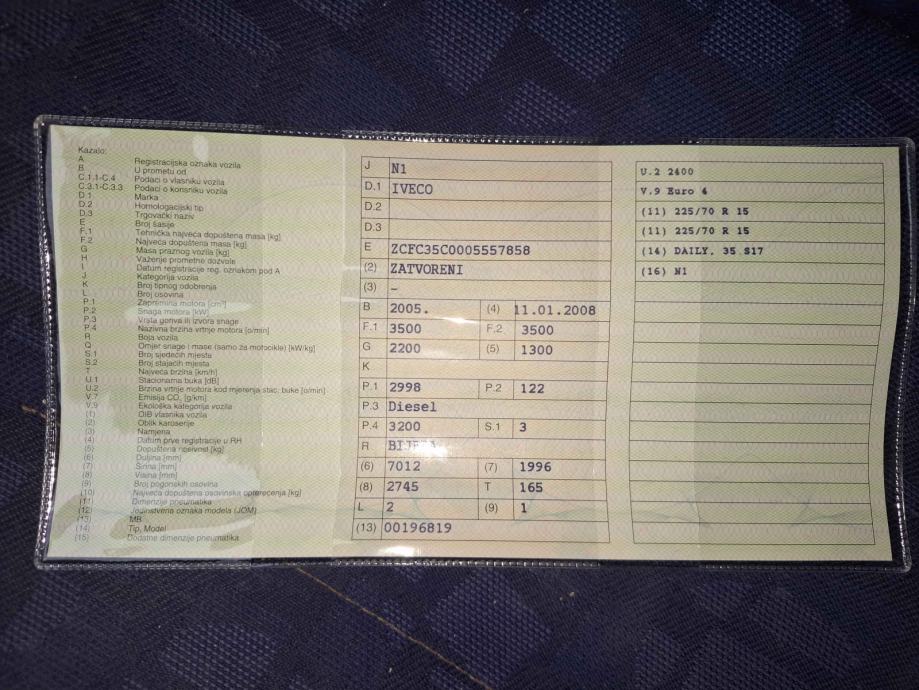 Kazalo:
A Registracijska oznaka vozila
B U prometu od
C.1.1-C.4 Podaci o vlasniku vozila
C.3.1-C.3.3 Podaci o korisniku vozila
D.1 Marka
D.2 Homologacijski tip
D.3 Trgovački naziv
E Broj šasije
F.1 Tehnička najveća dopuštena masa [kg]
F.2 Najveća dopuštena masa [kg]
G Masa praznog vozila [kg]
H Važenje prometne dozvole
I Datum registracije reg. oznakom pod A
J Kategorija vozila
K Broj tipnog odobrenja
L Broj osovina
P.1 Zapremina motora [cm³]
P.2 Snaga motora [kW]
P.3 Vrsta goriva ili izvora snage
P.4 Nazivna brzina vrtnje motora [o/min]
R Boja vozila
Q Omjer snage i mase (samo za motocikle) [kW/kg]
S.1 Broj sjedećih mjesta
S.2 Broj stajaćih mjesta
T Najveća brzina [km/h]
U.1 Stacionarna buka [dB]
U.2 Brzina vrtnje motora kod mjerenja stac. buke [o/min]
V.7 Emisija CO₂ [g/km]
V.9 Ekološka kategorija vozila
(1) OIB vlasnika vozila
(2) Oblik karoserije
(3) Namjena
(4) Datum prve registracije u RH
(5) Dopuštena nosivost [kg]
(6) Duljina [mm]
(7) Širina [mm]
(8) Visina [mm]
(9) Broj pogonskih osovina
(10) Najveće dopuštena osovinska opterećenja [kg]
(11) Dimenzije pneumatika
(12) Jedinstvena oznaka modela (JOM)
(13) MB
(14) Tip, Model
(15) Dodatne dimenzije pneumatika
J N1
D.1 IVECO
D.2
D.3
E ZCFC35C0005557858
(2) ZATVORENI
(3) –
B 2005. (4) 11.01.2008
F.1 3500 F.2 3500
G 2200 (5) 1300
K
P.1 2998 P.2 122
P.3 Diesel
P.4 3200 S.1 3
R BIJELA
(6) 7012 (7) 1996
(8) 2745 T 165
L 2 (9) 1
(13) 00196819
U.2 2400
V.9 Euro 4
(11) 225/70 R 15
(11) 225/70 R 15
(14) DAILY, 35 S17
(16) N1